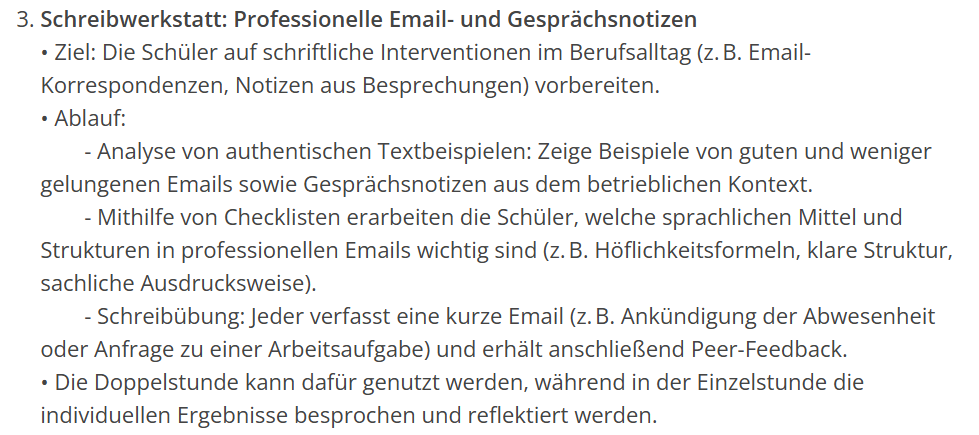 3. Schreibwerkstatt: Professionelle Email- und Gesprächsnotizen
• Ziel: Die Schüler auf schriftliche Interventionen im Berufsalltag (z. B. Email-
Korrespondenzen, Notizen aus Besprechungen) vorbereiten.
• Ablauf:
- Analyse von authentischen Textbeispielen: Zeige Beispiele von guten und weniger
gelungenen Emails sowie Gesprächsnotizen aus dem betrieblichen Kontext.
- Mithilfe von Checklisten erarbeiten die Schüler, welche sprachlichen Mittel und
Strukturen in professionellen Emails wichtig sind (z. B. Höflichkeitsformeln, klare Struktur,
sachliche Ausdrucksweise).
- Schreibübung: Jeder verfasst eine kurze Email (z. B. Ankündigung der Abwesenheit
oder Anfrage zu einer Arbeitsaufgabe) und erhält anschließend Peer-Feedback.
• Die Doppelstunde kann dafür genutzt werden, während in der Einzelstunde die
individuellen Ergebnisse besprochen und reflektiert werden.